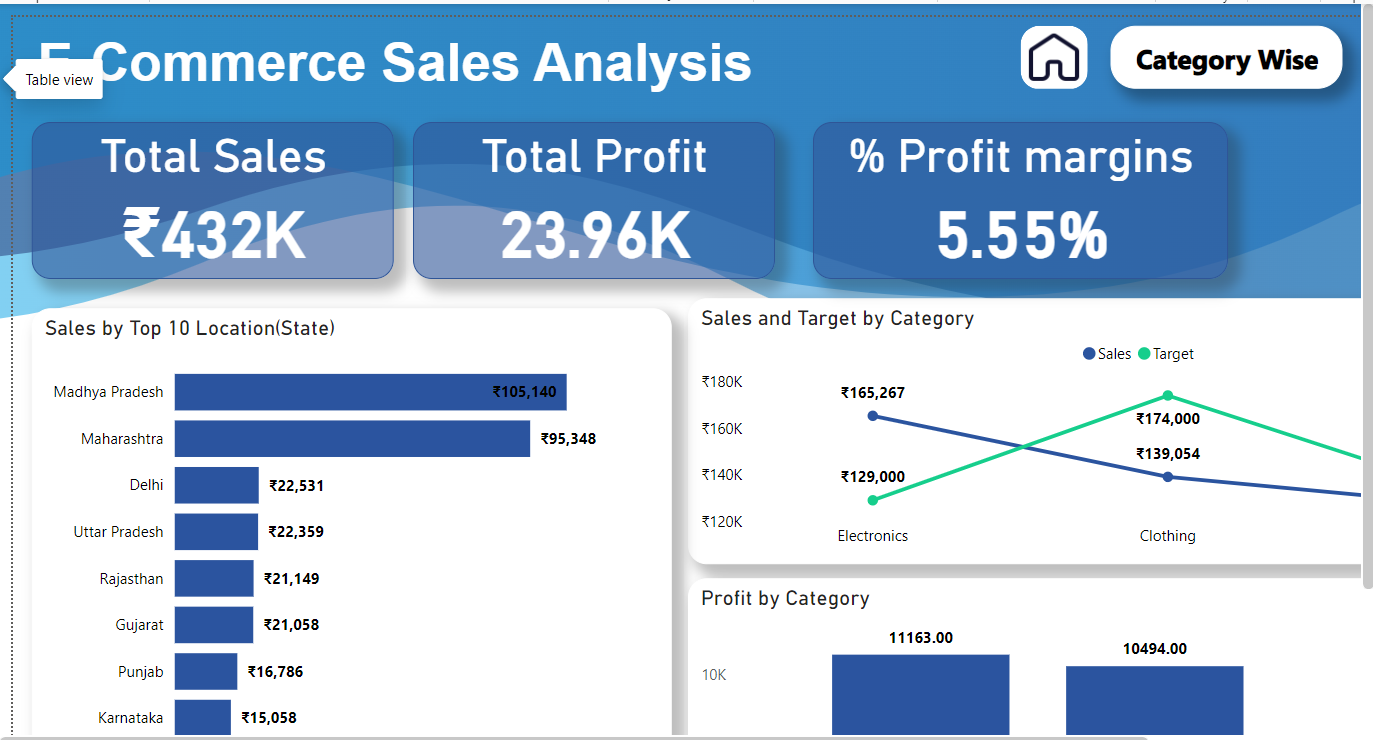 E-Commerce Sales Analysis
Table view
Category Wise
Total Sales
₹432K
Total Profit
23.96K
% Profit margins
5.55%
Sales by Top 10 Location(State)
Madhya Pradesh ₹105,140
Maharashtra ₹95,348
Delhi ₹22,531
Uttar Pradesh ₹22,359
Rajasthan ₹21,149
Gujarat ₹21,058
Punjab ₹16,786
Karnataka ₹15,058
Sales and Target by Category
Sales Target
₹180K
₹160K
₹140K
₹120K
₹165,267
₹129,000
₹174,000
₹139,054
Electronics Clothing
Profit by Category
10K
11163.00
10494.00